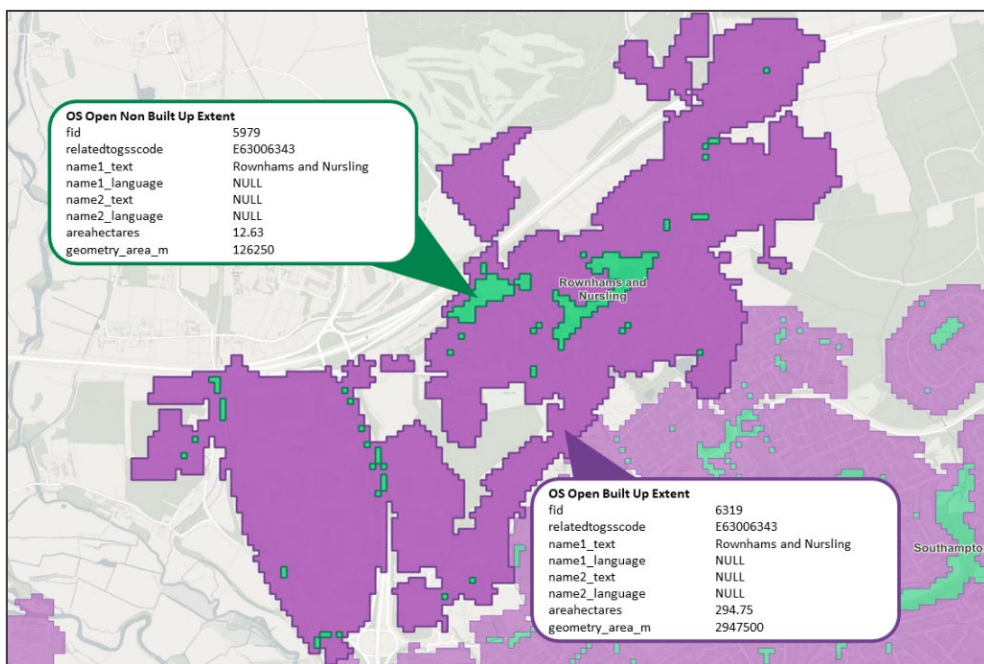 OS Open Non Built Up Extent
fid 5979
relatedtogsscode E63006343
name1_text Rownhams and Nursling
name1_language NULL
name2_text NULL
name2_language NULL
areahectares 12.63
geometry_area_m 126250
Rownhams and
Nursling
OS Open Built Up Extent
fid 6319
relatedtogsscode E63006343
name1_text Rownhams and Nursling
name1_language NULL
name2_text NULL
name2_language NULL
areahectares 294.75
geometry_area_m 2947500
Southampton